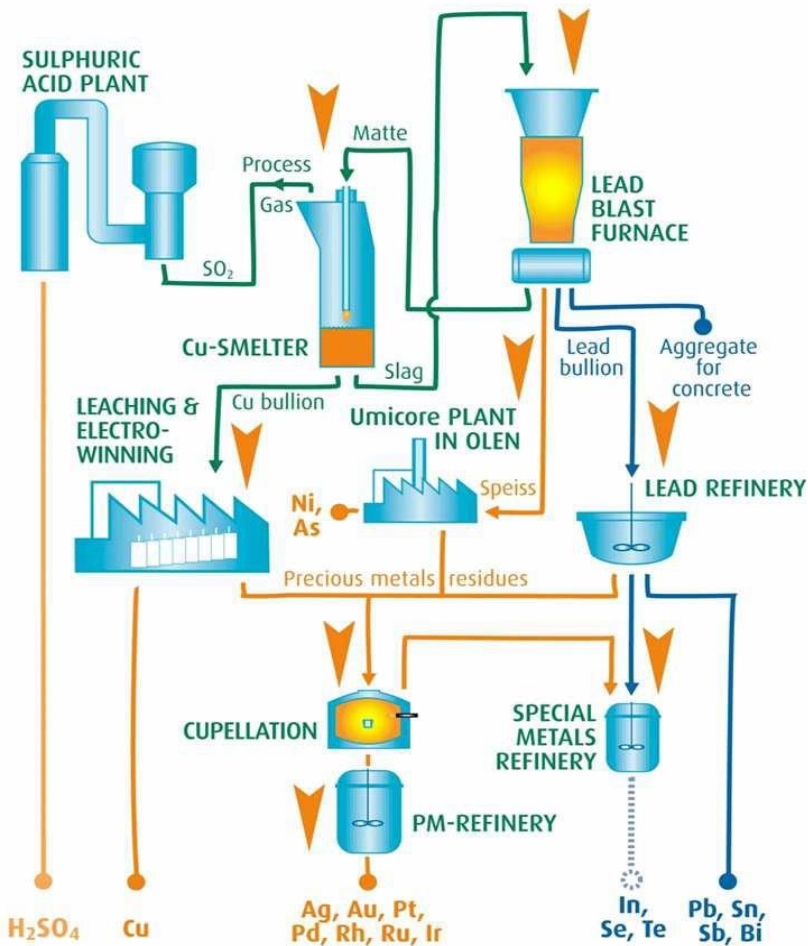 SULPHURIC
ACID PLANT
Matte
Process
Gas
LEAD
BLAST
FURNACE
SO₂
Cu-SMELTER
Slag
Lead
bullion
Aggregate
for
concrete
LEACHING &
ELECTRO-
WINNING
Cu bullion
Umicore PLANT
IN OLEN
Ni,
As
Speiss
LEAD REFINERY
Precious metals residues
CUPELLATION
SPECIAL
METALS
REFINERY
PM-REFINERY
H₂SO₄
Cu
Ag, Au, Pt,
Pd, Rh, Ru, Ir
In,
Se, Te
Pb, Sn,
Sb, Bi